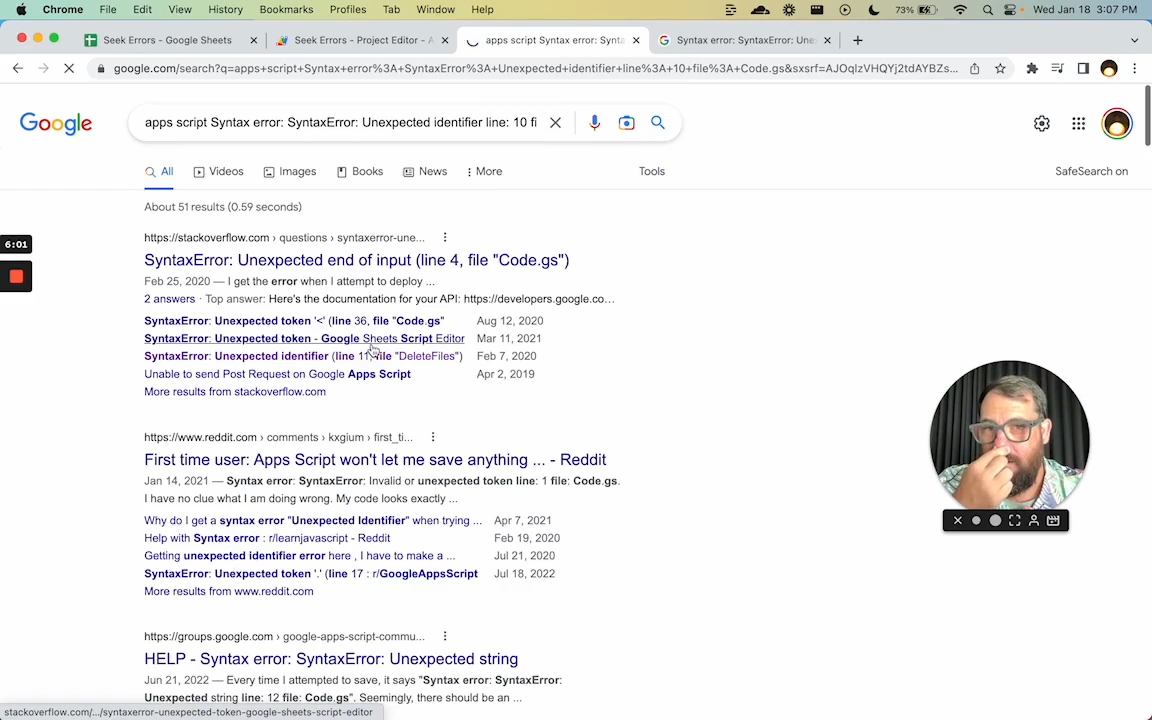 Chrome File Edit View History Bookmarks Profiles Tab Window Help 73% Wed Jan 18 3:07 PM
Seek Errors - Google Sheets Seek Errors - Project Editor - A apps script Syntax error: Synta Syntax error: SyntaxError: Une
google.com/search?q=apps+script+Syntax+error%3A+SyntaxError%3A+Unexpected+identifier+line%3A+10+file%3A+Code.gs&sxsrf=AJOqlzVHQYj2tdAYBZs...
Google
apps script Syntax error: SyntaxError: Unexpected identifier line: 10 fi
All Videos Images Books News More Tools SafeSearch on
About 51 results (0.59 seconds)
https://stackoverflow.com › questions › syntaxerror-une...
SyntaxError: Unexpected end of input (line 4, file "Code.gs")
Feb 25, 2020 — I get the error when I attempt to deploy ...
2 answers · Top answer: Here's the documentation for your API: https://developers.google.co...
SyntaxError: Unexpected token '<' (line 36, file "Code.gs" Aug 12, 2020
SyntaxError: Unexpected token - Google Sheets Script Editor Mar 11, 2021
SyntaxError: Unexpected identifier (line 11, file "DeleteFiles") Feb 7, 2020
Unable to send Post Request on Google Apps Script Apr 2, 2019
More results from stackoverflow.com
6:01
https://www.reddit.com › comments › kxgium › first_ti...
First time user: Apps Script won't let me save anything ... - Reddit
Jan 14, 2021 — Syntax error: SyntaxError: Invalid or unexpected token line: 1 file: Code.gs.
I have no clue what I am doing wrong. My code looks exactly ...
Why do I get a syntax error "Unexpected Identifier" when trying ... Apr 7, 2021
Help with Syntax error : r/learnjavascript - Reddit Feb 19, 2020
Getting unexpected identifier error here , I have to make a ... Jul 21, 2020
SyntaxError: Unexpected token '.' (line 17 : r/GoogleAppsScript Jul 18, 2022
More results from www.reddit.com
https://groups.google.com › google-apps-script-commu...
HELP - Syntax error: SyntaxError: Unexpected string
Jun 21, 2022 — Every time I attempted to save, it says "Syntax error: SyntaxError:
Unexpected string line: 12 file: Code.gs". Seemingly, there should be an ...
stackoverflow.com/.../syntaxerror-unexpected-token-google-sheets-script-editor